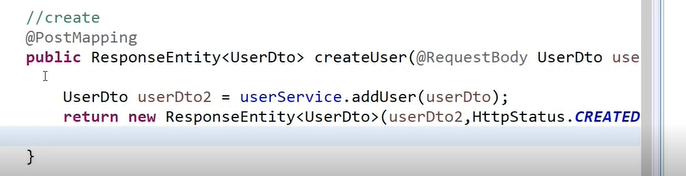 //create
@PostMapping
public ResponseEntity<UserDto> createUser(@RequestBody UserDto use
UserDto userDto2 = userService.addUser(userDto);
return new ResponseEntity<UserDto>(userDto2,HttpStatus.CREATED
}